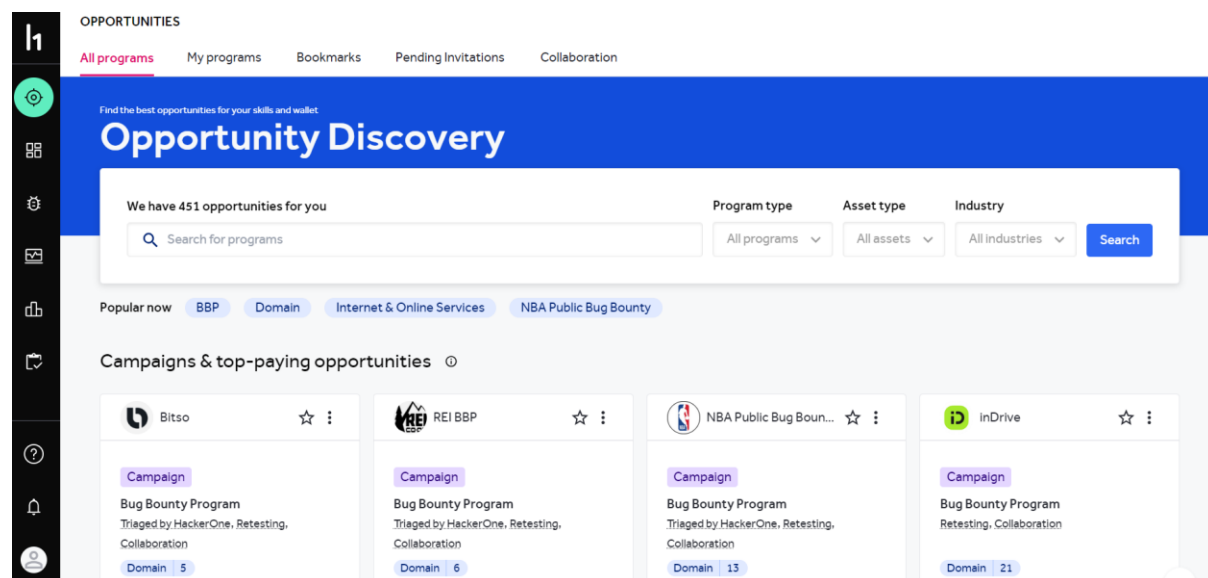 h1
OPPORTUNITIES
All programs My programs Bookmarks Pending Invitations Collaboration
Find the best opportunities for your skills and wallet
Opportunity Discovery
We have 451 opportunities for you Program type Asset type Industry
Search for programs All programs All assets All industries Search
Popular now BBP Domain Internet & Online Services NBA Public Bug Bounty
Campaigns & top-paying opportunities
Bitso REI BBP NBA Public Bug Boun... inDrive
Campaign Campaign Campaign Campaign
Bug Bounty Program Bug Bounty Program Bug Bounty Program Bug Bounty Program
Triaged by HackerOne, Retesting, Triaged by HackerOne, Retesting, Triaged by HackerOne, Retesting, Retesting, Collaboration
Collaboration Collaboration Collaboration
Domain 5 Domain 6 Domain 13 Domain 21